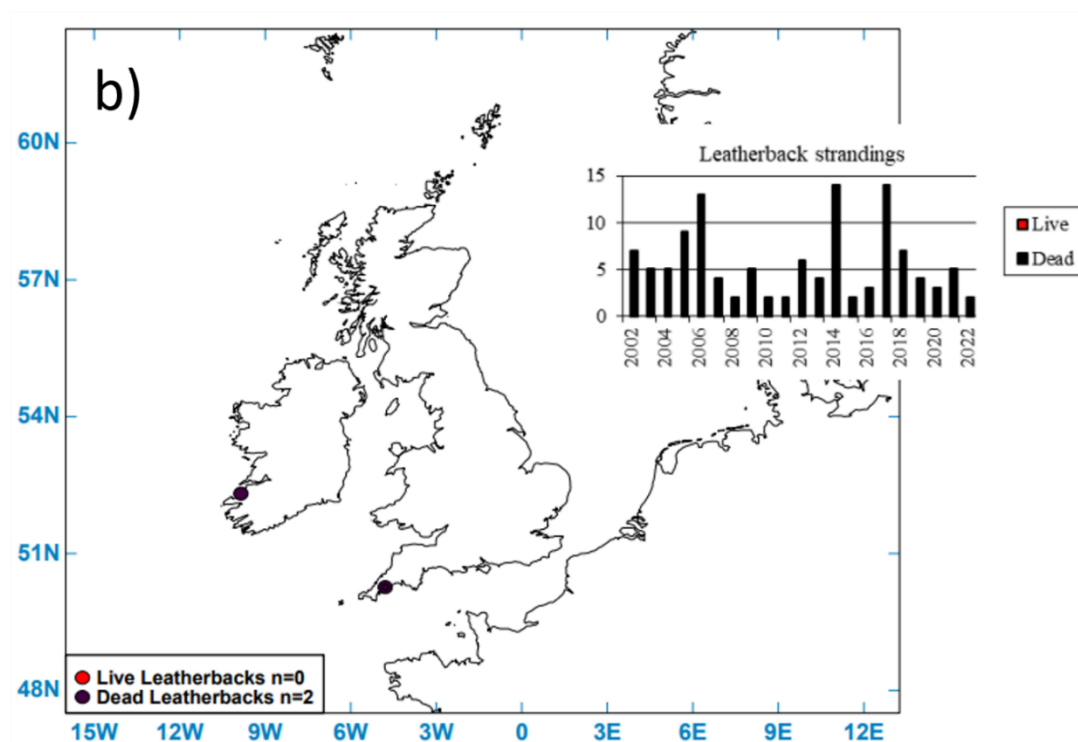 b)
60N
57N
54N
51N
48N
15W 12W 9W 6W 3W 0 3E 6E 9E 12E
Leatherback strandings
15
10
5
0
2002 2004 2006 2008 2010 2012 2014 2016 2018 2020 2022
Live
Dead
Live Leatherbacks n=0
Dead Leatherbacks n=2